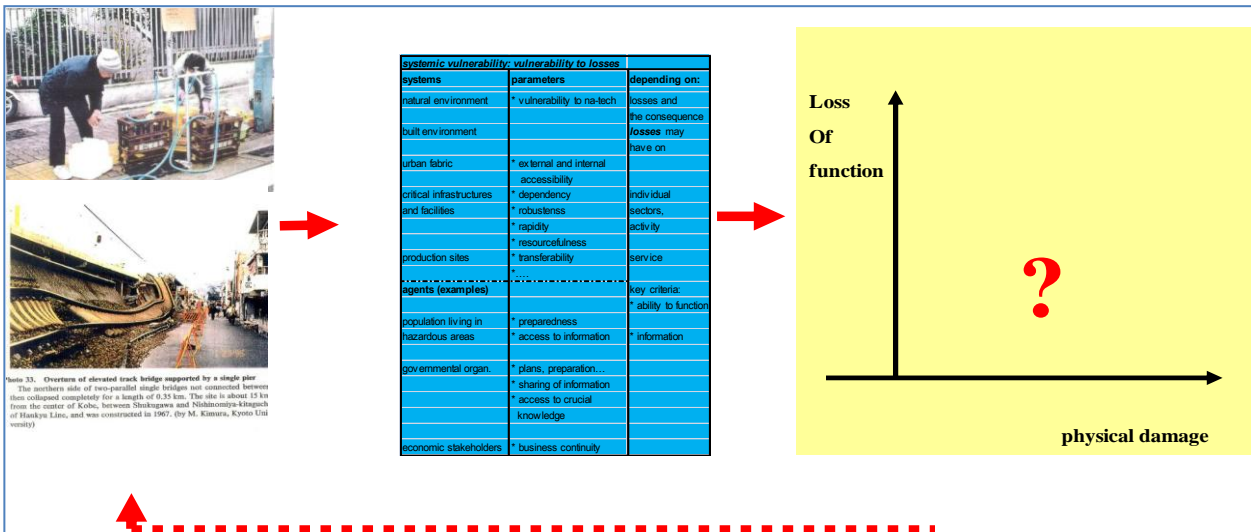 Photo 33. Overturn of elevated track bridge supported by a single pier
The northern side of two-parallel single bridges not connected between
then collapsed completely for a length of 0.35 km. The site is about 15 km
from the center of Kobe, between Shukugawa and Nishinomiya-kitaguch
of Hankyu Line, and was constructed in 1967. (by M. Kimura, Kyoto Uni
versity)
systemic vulnerability: vulnerability to losses
systems parameters depending on:
natural environment * vulnerability to na-tech losses and
the consequence
built environment losses may
have on
urban fabric * external and internal
accessibility
critical infrastructures * dependency individual
and facilities * robustenss sectors,
* rapidity activity
* resourcefulness
production sites * transferability service
*....
agents (examples) key criteria:
* ability to function
population living in * preparedness
hazardous areas * access to information * information
governmental organ. * plans, preparation...
* sharing of information
* access to crucial
knowledge
economic stakeholders * business continuity
Loss
Of
function
?
physical damage